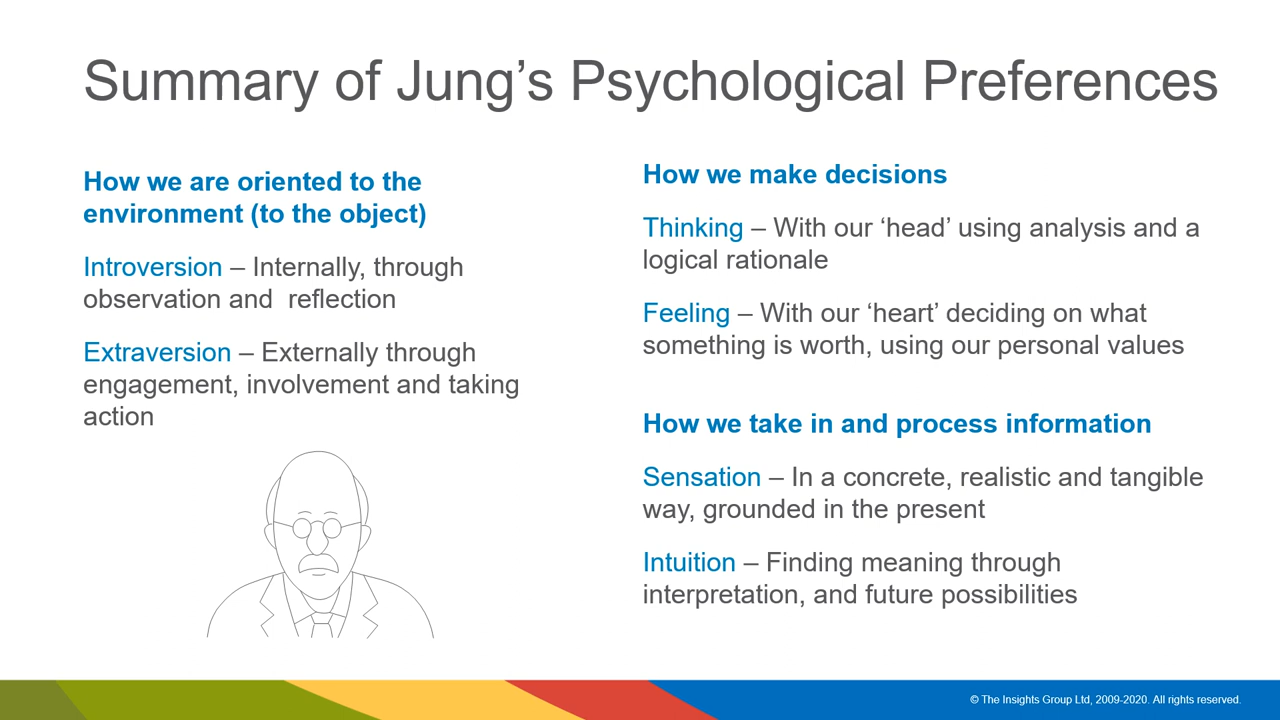 Summary of Jung’s Psychological Preferences
How we are oriented to the
environment (to the object)
Introversion – Internally, through
observation and  reflection
Extraversion – Externally through
engagement, involvement and taking
action
How we make decisions
Thinking – With our ‘head’ using analysis and a
logical rationale
Feeling – With our ‘heart’ deciding on what
something is worth, using our personal values
How we take in and process information
Sensation – In a concrete, realistic and tangible
way, grounded in the present
Intuition – Finding meaning through
interpretation, and future possibilities
© The Insights Group Ltd, 2009-2020. All rights reserved.